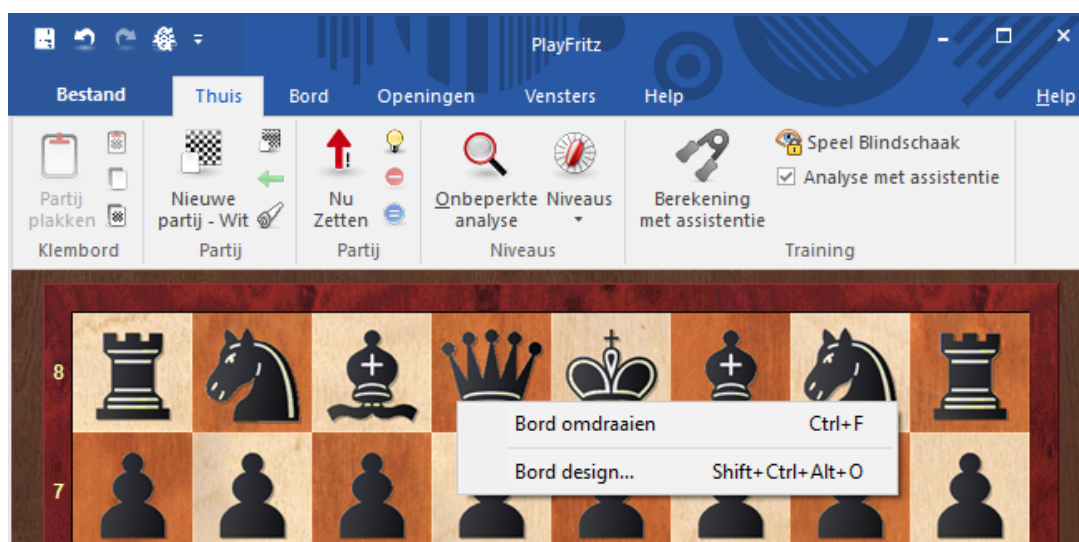 PlayFritz
Bestand Thuis Bord Openingen Vensters Help Help
Partij plakken
Nieuwe partij - Wit
Nu Zetten
Onbeperkte analyse
Niveaus
Berekening met assistentie
Speel Blindschaak
Analyse met assistentie
Klembord Partij Partij Niveaus Training
8
Bord omdraaien Ctrl+F
Bord design... Shift+Ctrl+Alt+O
7